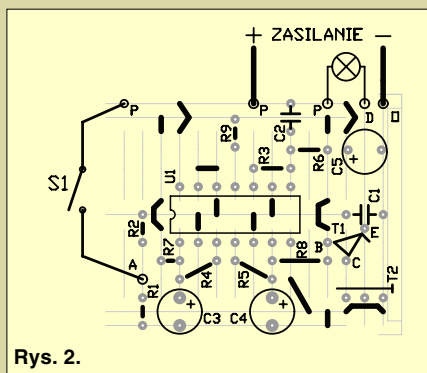 + ZASILANIE −
P P P D O
R9 C2
R3 R6 C5 +
S1 U1
C1
R2 T1 E
R7 B R8
A R4 R5 C T2
R1 + C3 C4 +
Rys. 2.